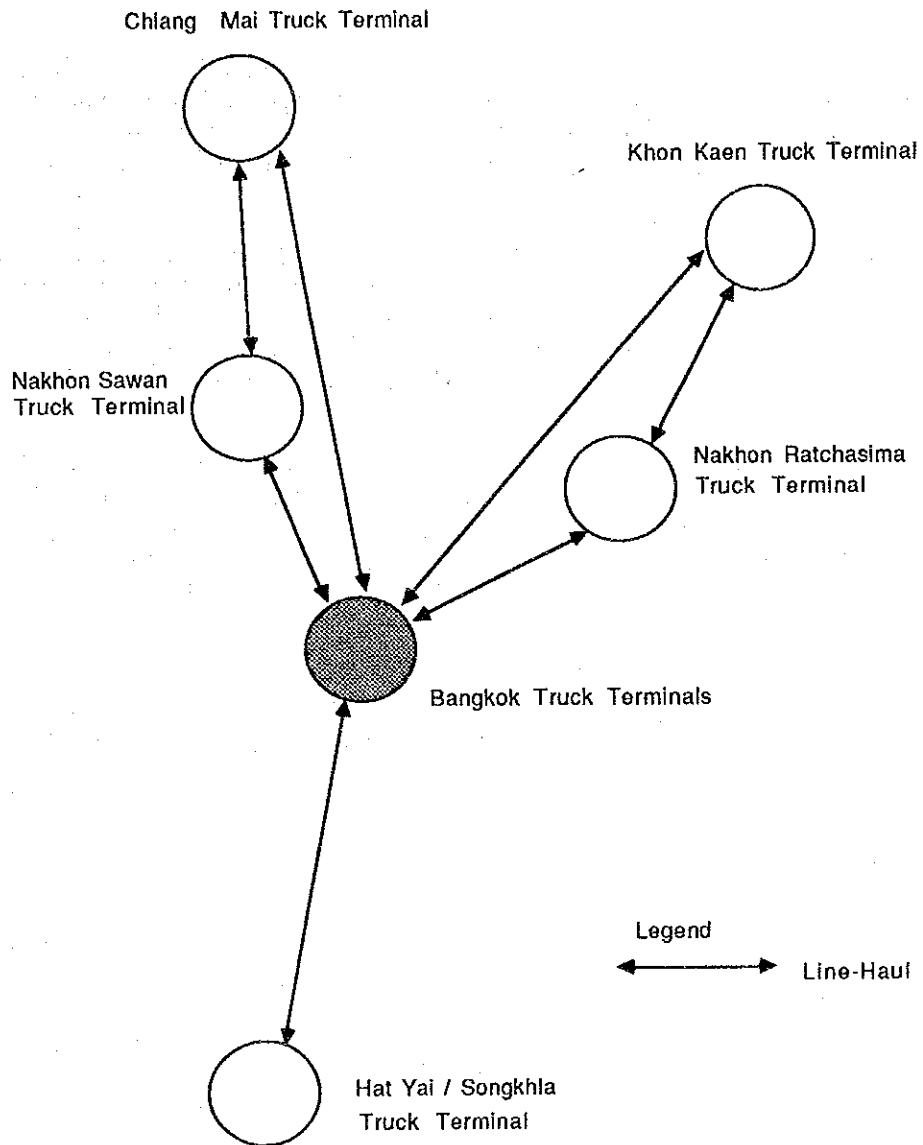 Chiang Mai Truck Terminal
Khon Kaen Truck Terminal
Nakhon Sawan
Truck Terminal
Nakhon Ratchasima
Truck Terminal
Bangkok Truck Terminals
Legend
Line-Haul
Hat Yai / Songkhla
Truck Terminal